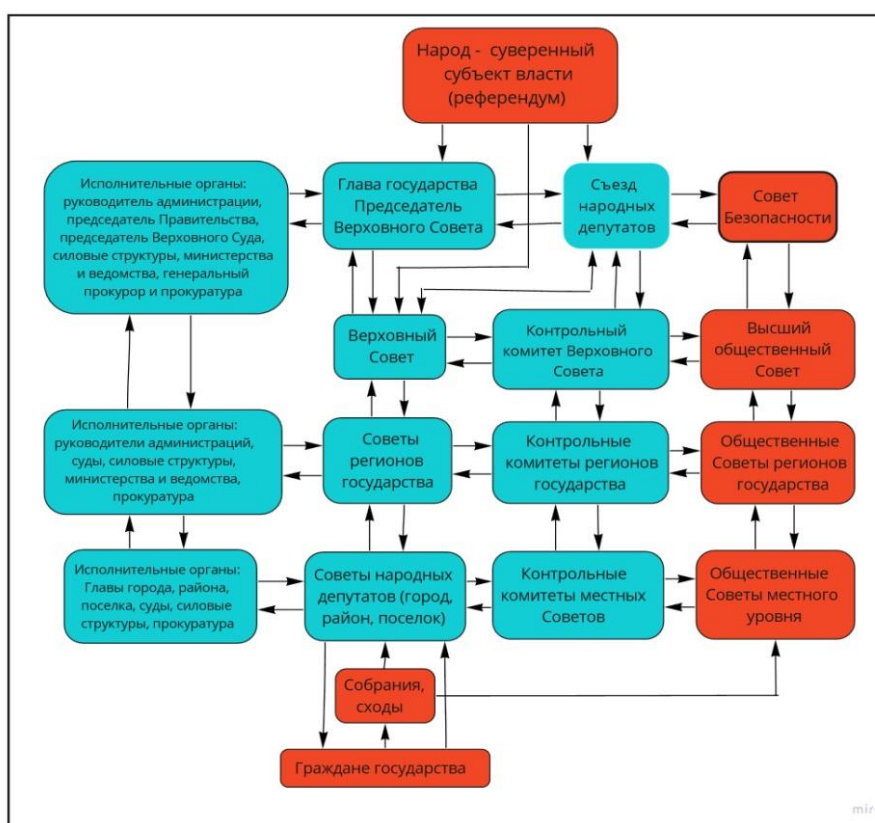 Народ - суверенный
субъект власти
(референдум)
Исполнительные органы:
руководитель администрации,
председатель Правительства,
председатель Верховного Суда,
силовые структуры, министерства
и ведомства, генеральный
прокурор и прокуратура
Глава государства
Председатель
Верховного Совета
Съезд
народных
депутатов
Совет
Безопасности
Верховный
Совет
Контрольный
комитет Верховного
Совета
Высший
общественный
Совет
Исполнительные органы:
руководители администраций,
суды, силовые структуры,
министерства и ведомства,
прокуратура
Советы
регионов
государства
Контрольные
комитеты регионов
государства
Общественные
Советы регионов
государства
Исполнительные органы:
Главы города, района,
поселка, суды, силовые
структуры, прокуратура
Советы народных
депутатов (город,
район, поселок)
Контрольные
комитеты местных
Советов
Общественные
Советы местного
уровня
Собрания,
сходы
Граждане государства